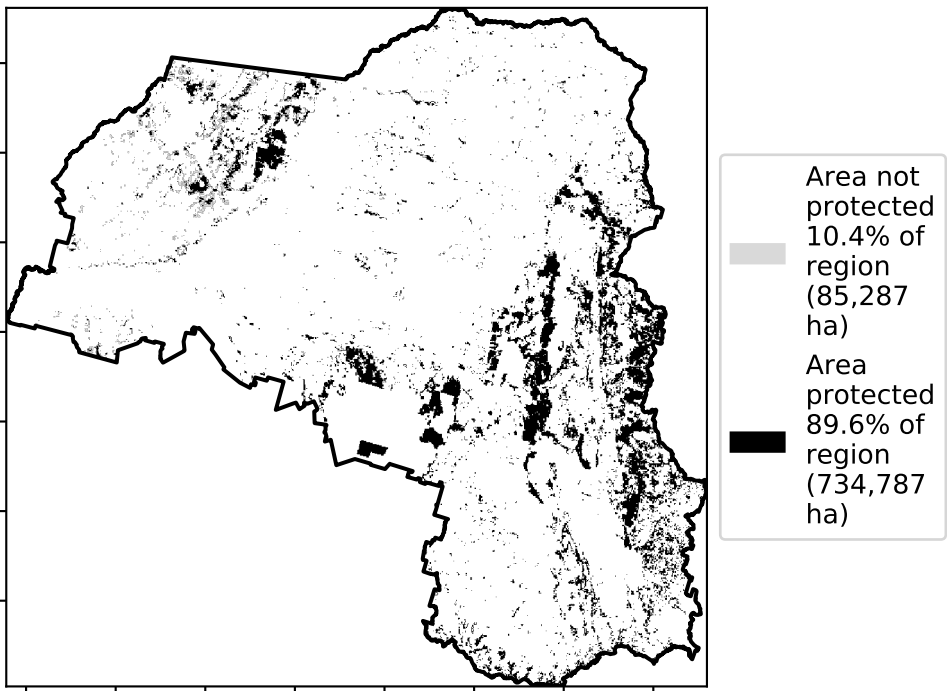 Area not
protected
10.4% of
region
(85,287
ha)
Area
protected
89.6% of
region
(734,787
ha)